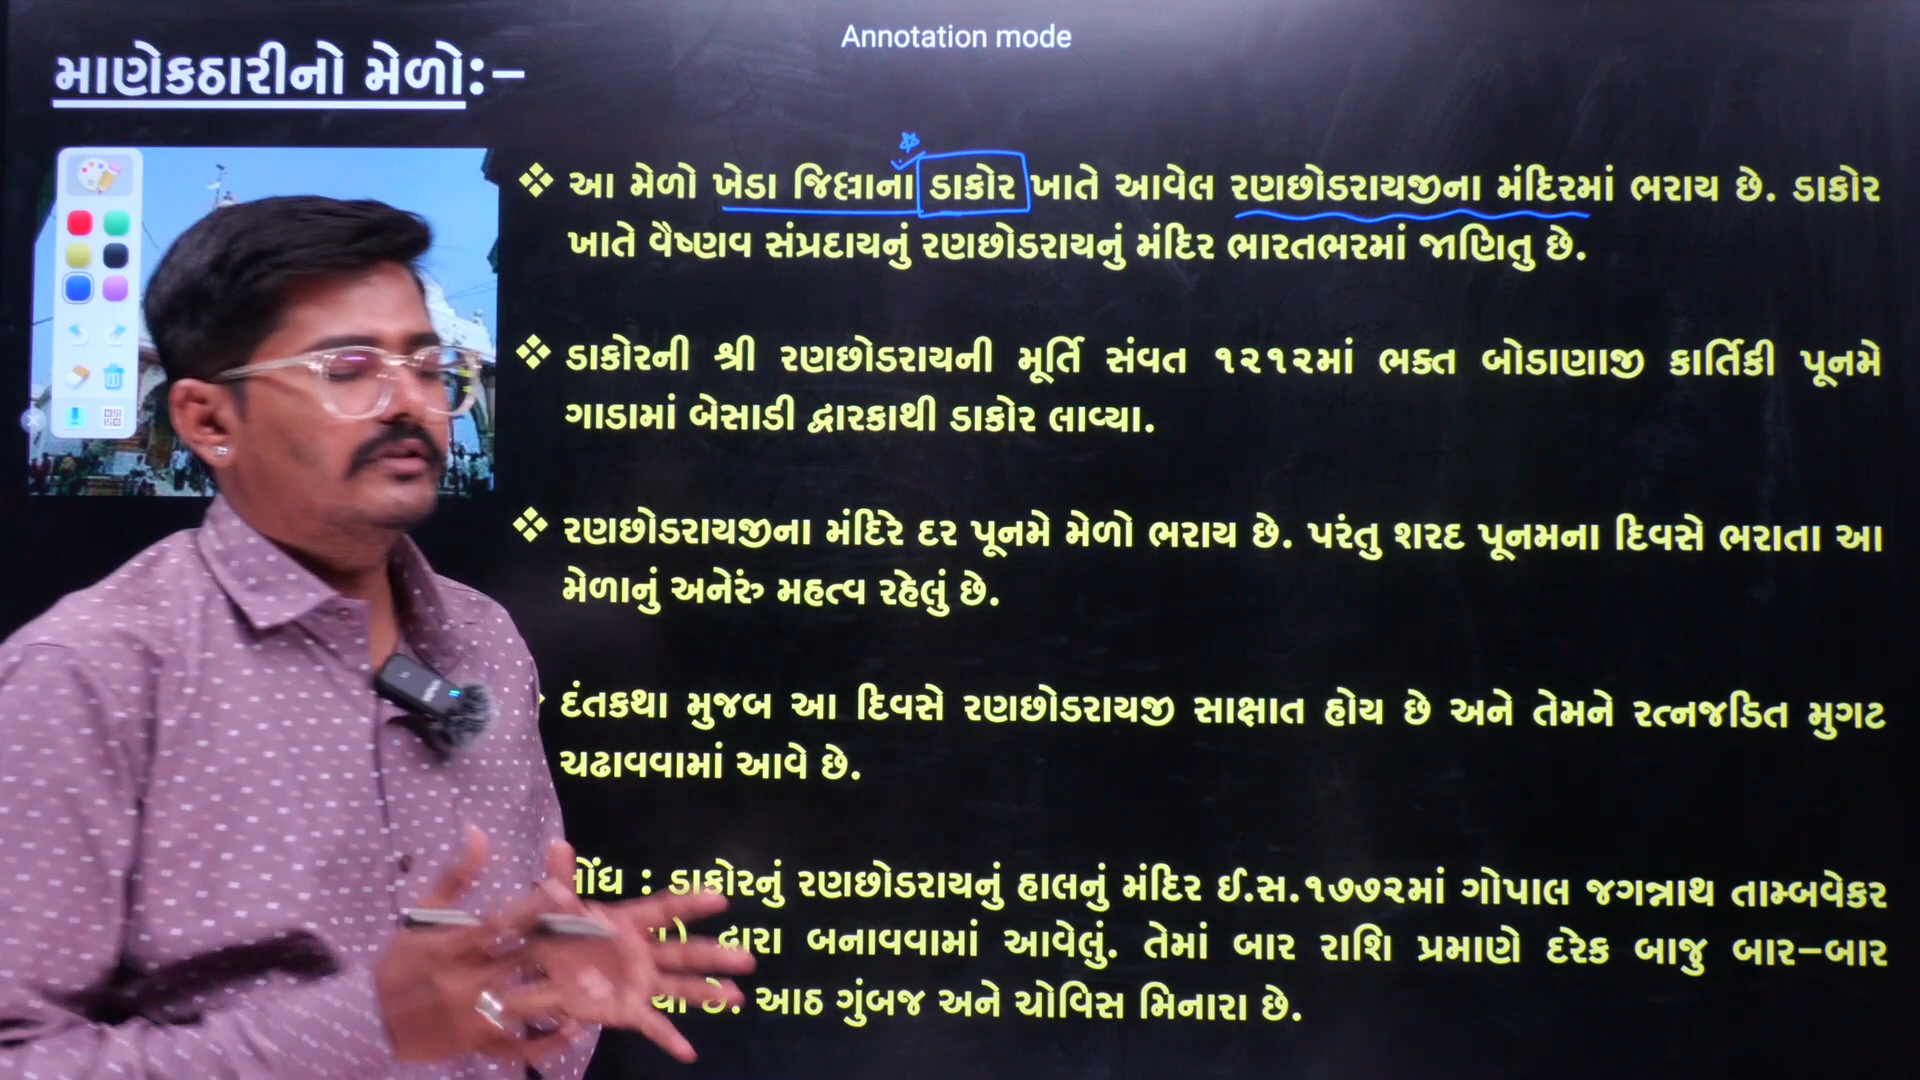 Annotation mode
માણેકઠારીનો મેળો:–
❖ આ મેળો ખેડા જિલ્લાના ડાકોર ખાતે આવેલ રણછોડરાયજીના મંદિરમાં ભરાય છે. ડાકોર
ખાતે વૈષ્ણવ સંપ્રદાયનું રણછોડરાયનું મંદિર ભારતભરમાં જાણિતુ છે.
❖ ડાકોરની શ્રી રણછોડરાયની મૂર્તિ સંવત ૧૨૧૨માં ભક્ત બોડાણાજી કાર્તિકી પૂનમે
ગાડામાં બેસાડી દ્વારકાથી ડાકોર લાવ્યા.
❖ રણછોડરાયજીના મંદિરે દર પૂનમે મેળો ભરાય છે. પરંતુ શરદ પૂનમના દિવસે ભરાતા આ
મેળાનું અનેરું મહત્વ રહેલું છે.
દંતકથા મુજબ આ દિવસે રણછોડરાયજી સાક્ષાત હોય છે અને તેમને રત્નજડિત મુગટ
ચઢાવવામાં આવે છે.
: ડાકોરનું રણછોડરાયનું હાલનું મંદિર ઈ.સ.૧૭૭૨માં ગોપાલ જગન્નાથ તામ્બવેકર
દ્વારા બનાવવામાં આવેલું. તેમાં બાર રાશિ પ્રમાણે દરેક બાજુ બાર–બાર
છે. આઠ ગુંબજ અને ચોવિસ મિનારા છે.